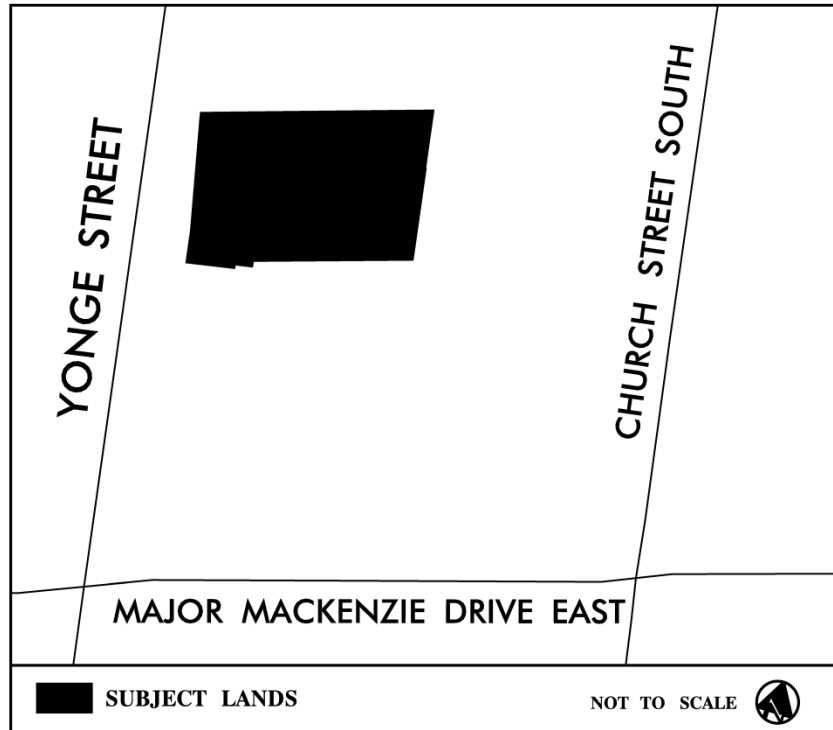 YONGE STREET
CHURCH STREET SOUTH
MAJOR MACKENZIE DRIVE EAST
SUBJECT LANDS
NOT TO SCALE